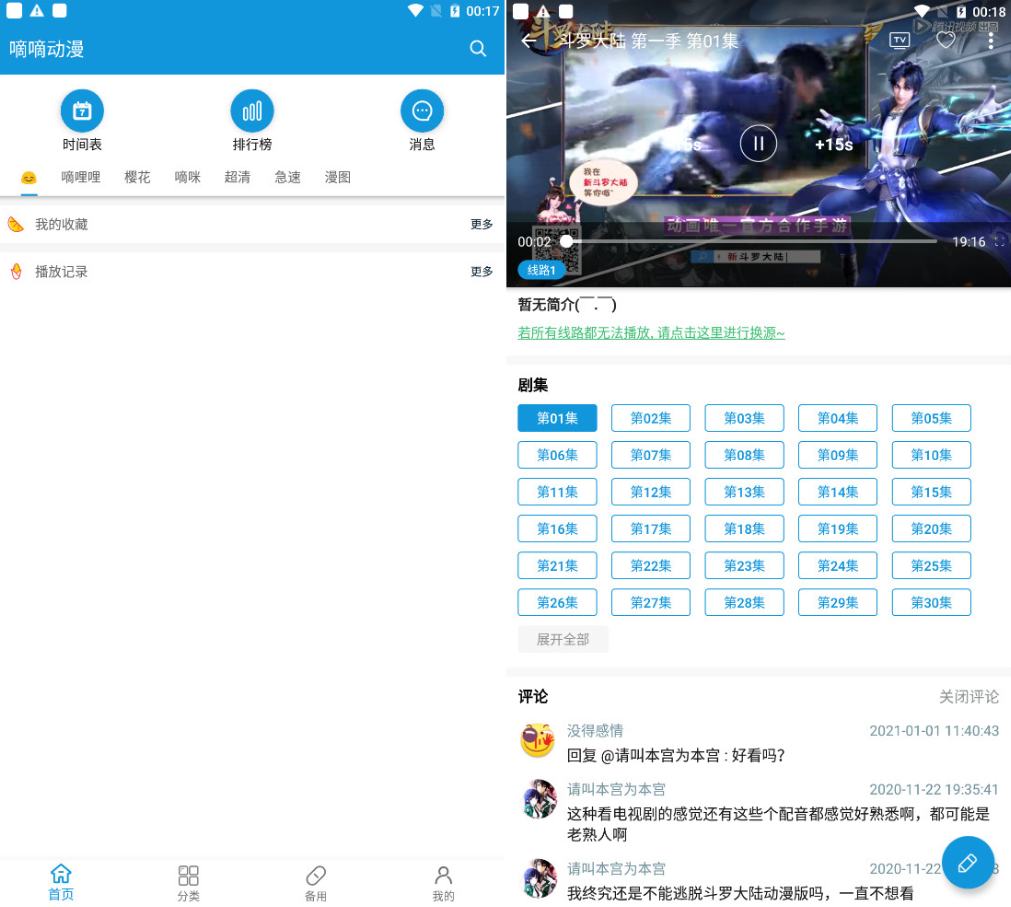 00:17
嘀嘀动漫
时间表
排行榜
消息
嘀哩哩 樱花 嘀咪 超清 急速 漫图
我的收藏 更多
播放记录 更多
首页
分类
备用
我的
00:18
斗罗大陆 第一季 第01集
腾讯视频 出品
+15s
我在
新斗罗大陆
等你哦~
动画唯一官方合作手游
00:02 19:16
新斗罗大陆
线路1
暂无简介(￣.￣)
若所有线路都无法播放, 请点击这里进行换源~
剧集
第01集 第02集 第03集 第04集 第05集
第06集 第07集 第08集 第09集 第10集
第11集 第12集 第13集 第14集 第15集
第16集 第17集 第18集 第19集 第20集
第21集 第22集 第23集 第24集 第25集
第26集 第27集 第28集 第29集 第30集
展开全部
评论 关闭评论
没得感情 2021-01-01 11:40:43
回复 @请叫本宫为本宫 : 好看吗?
请叫本宫为本宫 2020-11-22 19:35:41
这种看电视剧的感觉还有这些个配音都感觉好熟悉啊，都可能是
老熟人啊
请叫本宫为本宫 2020-11-22
我终究还是不能逃脱斗罗大陆动漫版吗，一直不想看